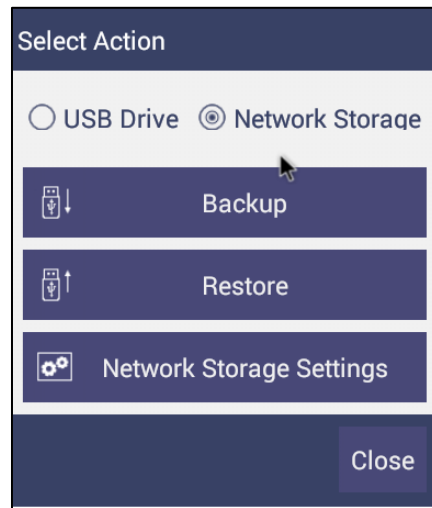 Select Action
USB Drive Network Storage
Backup
Restore
Network Storage Settings
Close